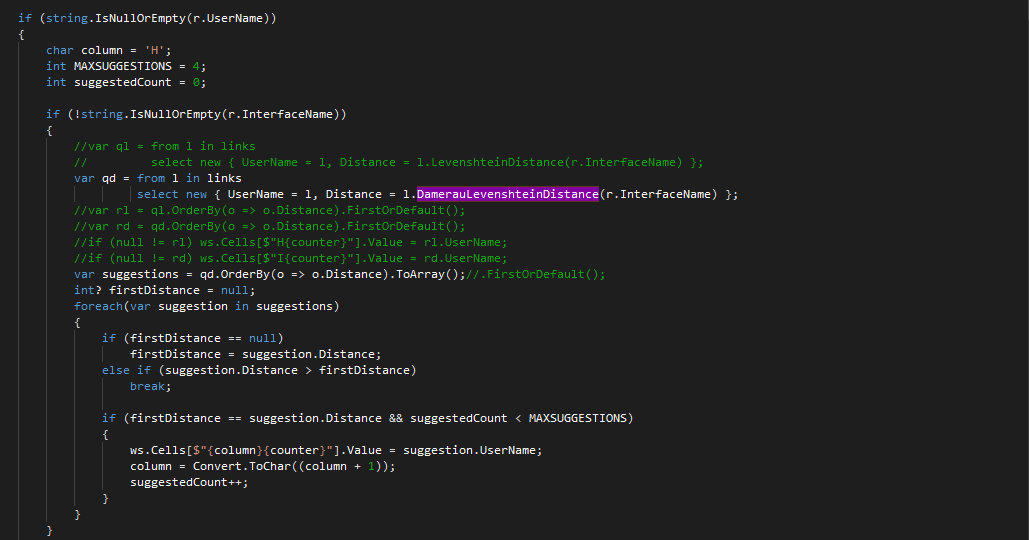 if (string.IsNullOrEmpty(r.UserName))
{
    char column = 'H';
    int MAXSUGGESTIONS = 4;
    int suggestedCount = 0;

    if (!string.IsNullOrEmpty(r.InterfaceName))
    {
        //var ql = from l in links
        //         select new { UserName = l, Distance = l.LevenshteinDistance(r.InterfaceName) };
        var qd = from l in links
                 select new { UserName = l, Distance = l.DamerauLevenshteinDistance(r.InterfaceName) };
        //var rl = ql.OrderBy(o => o.Distance).FirstOrDefault();
        //var rd = qd.OrderBy(o => o.Distance).FirstOrDefault();
        //if (null != rl) ws.Cells[$"H{counter}"].Value = rl.UserName;
        //if (null != rd) ws.Cells[$"I{counter}"].Value = rd.UserName;
        var suggestions = qd.OrderBy(o => o.Distance).ToArray();//.FirstOrDefault();
        int? firstDistance = null;
        foreach(var suggestion in suggestions)
        {
            if (firstDistance == null)
                firstDistance = suggestion.Distance;
            else if (suggestion.Distance > firstDistance)
                break;

            if (firstDistance == suggestion.Distance && suggestedCount < MAXSUGGESTIONS)
            {
                ws.Cells[$"{column}{counter}"].Value = suggestion.UserName;
                column = Convert.ToChar((column + 1));
                suggestedCount++;
            }
        }
    }